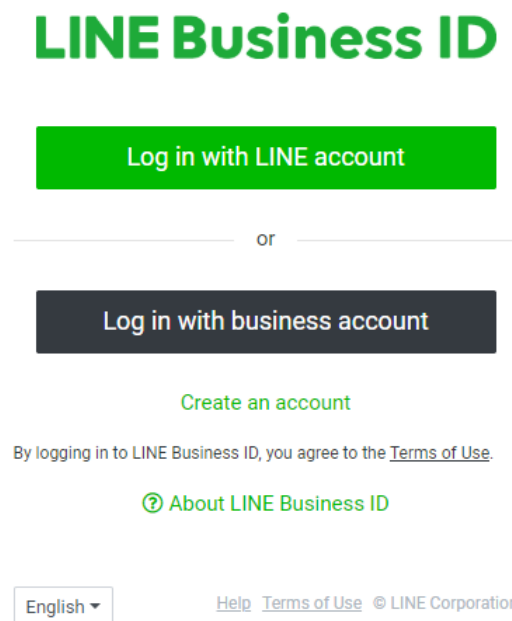 LINE Business ID
Log in with LINE account
or
Log in with business account
Create an account
By logging in to LINE Business ID, you agree to the Terms of Use.
? About LINE Business ID
English
Help Terms of Use © LINE Corporation